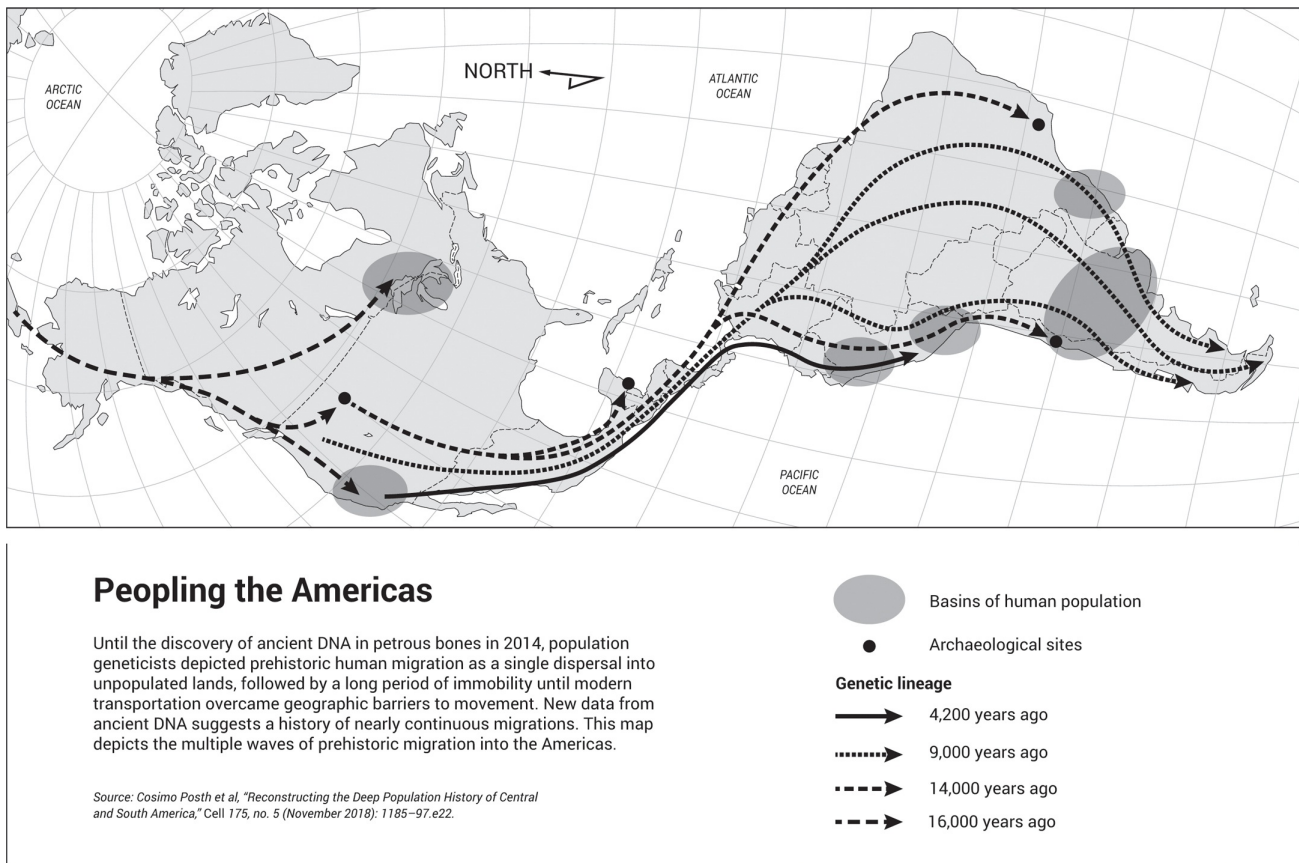 ARCTIC
OCEAN
NORTH
ATLANTIC
OCEAN
PACIFIC
OCEAN
Peopling the Americas
Until the discovery of ancient DNA in petrous bones in 2014, population
geneticists depicted prehistoric human migration as a single dispersal into
unpopulated lands, followed by a long period of immobility until modern
transportation overcame geographic barriers to movement. New data from
ancient DNA suggests a history of nearly continuous migrations. This map
depicts the multiple waves of prehistoric migration into the Americas.
Source: Cosimo Posth et al, “Reconstructing the Deep Population History of Central
and South America,” Cell 175, no. 5 (November 2018): 1185–97.e22.
Basins of human population
Archaeological sites
Genetic lineage
4,200 years ago
9,000 years ago
14,000 years ago
16,000 years ago